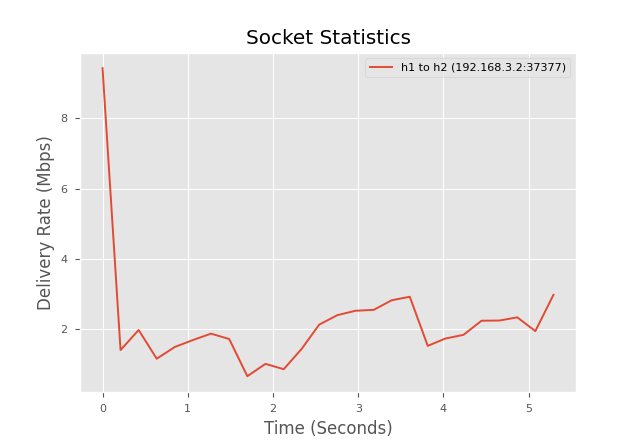 Socket Statistics
h1 to h2 (192.168.3.2:37377)
Delivery Rate (Mbps)
8
6
4
2
0 1 2 3 4 5
Time (Seconds)